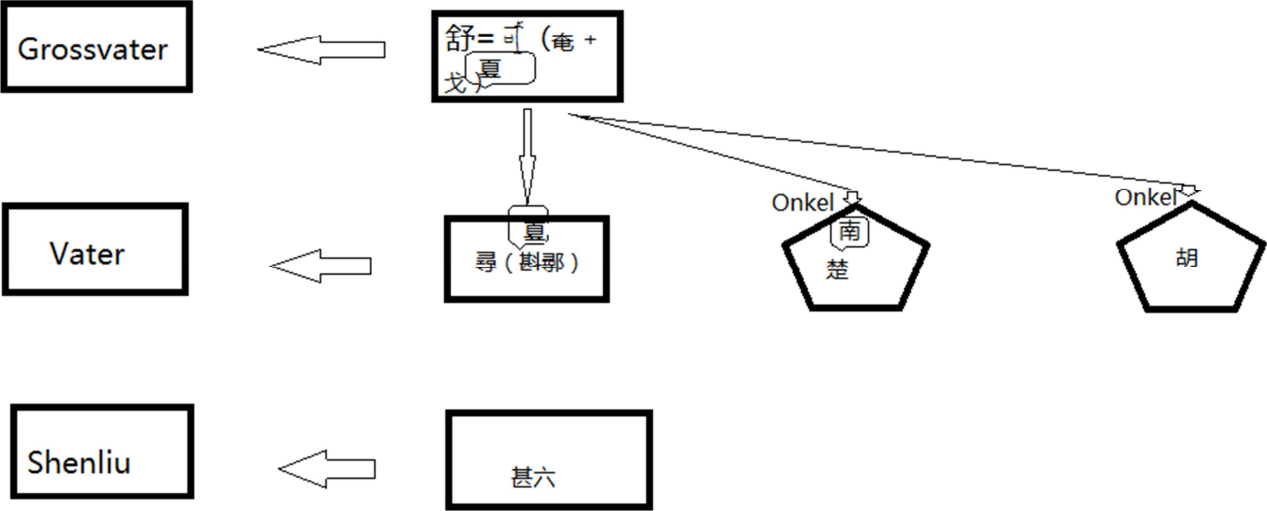 Grossvater
舒= 可 （奄 +
夏
戈）
Onkel
Onkel
Vater
夏
尋（斟鄩）
南
楚
胡
Shenliu
甚六